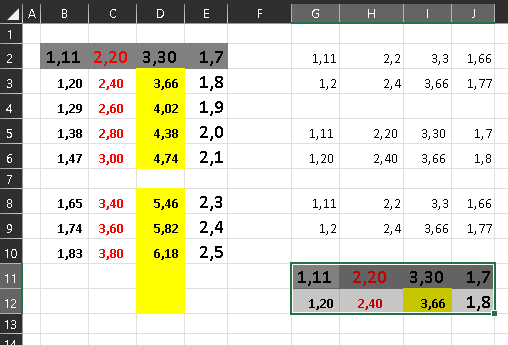 A B C D E F G H I J
1
2 1,11 2,20 3,30 1,7 1,11 2,2 3,3 1,66
3 1,20 2,40 3,66 1,8 1,2 2,4 3,66 1,77
4 1,29 2,60 4,02 1,9
5 1,38 2,80 4,38 2,0 1,11 2,20 3,30 1,7
6 1,47 3,00 4,74 2,1 1,20 2,40 3,66 1,8
7
8 1,65 3,40 5,46 2,3 1,11 2,2 3,3 1,66
9 1,74 3,60 5,82 2,4 1,2 2,4 3,66 1,77
10 1,83 3,80 6,18 2,5
11 1,11 2,20 3,30 1,7
12 1,20 2,40 3,66 1,8
13
14